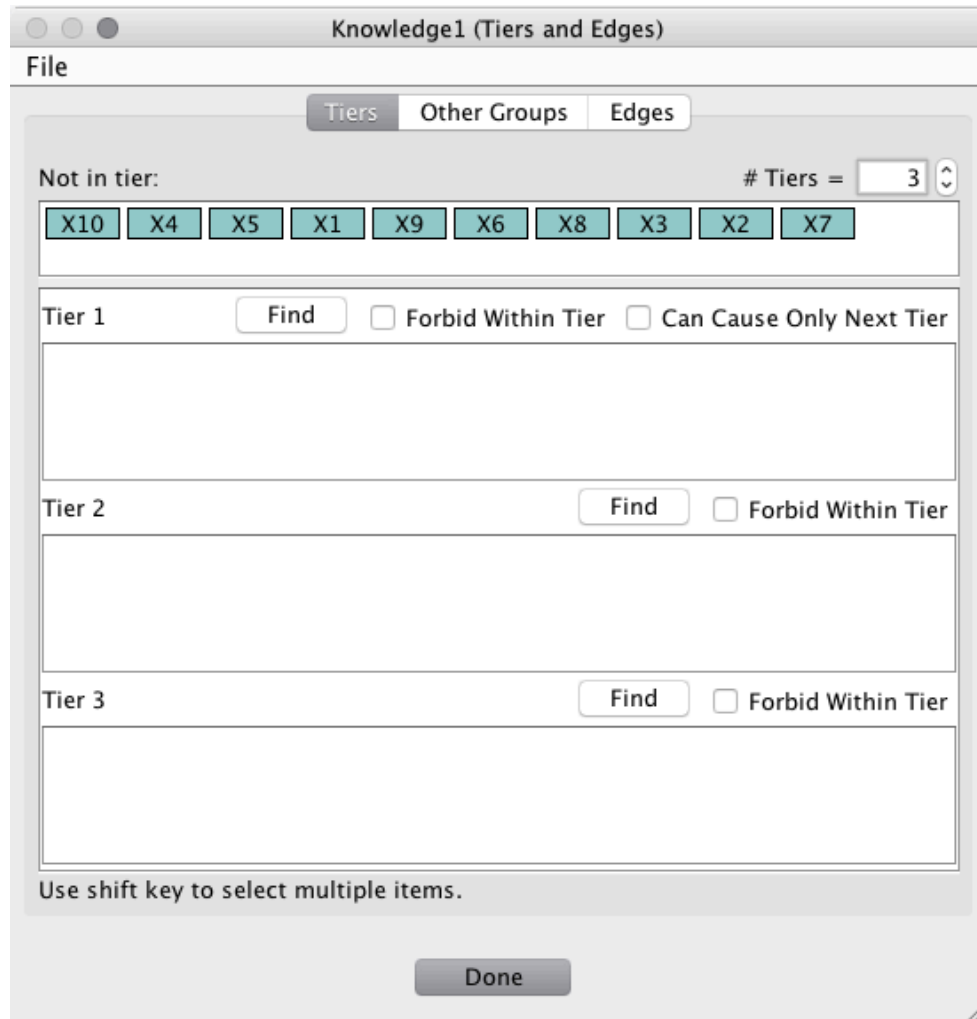 Knowledge1 (Tiers and Edges)
File
Tiers Other Groups Edges
Not in tier: # Tiers = 3
X10 X4 X5 X1 X9 X6 X8 X3 X2 X7
Tier 1 Find Forbid Within Tier Can Cause Only Next Tier
Tier 2 Find Forbid Within Tier
Tier 3 Find Forbid Within Tier
Use shift key to select multiple items.
Done